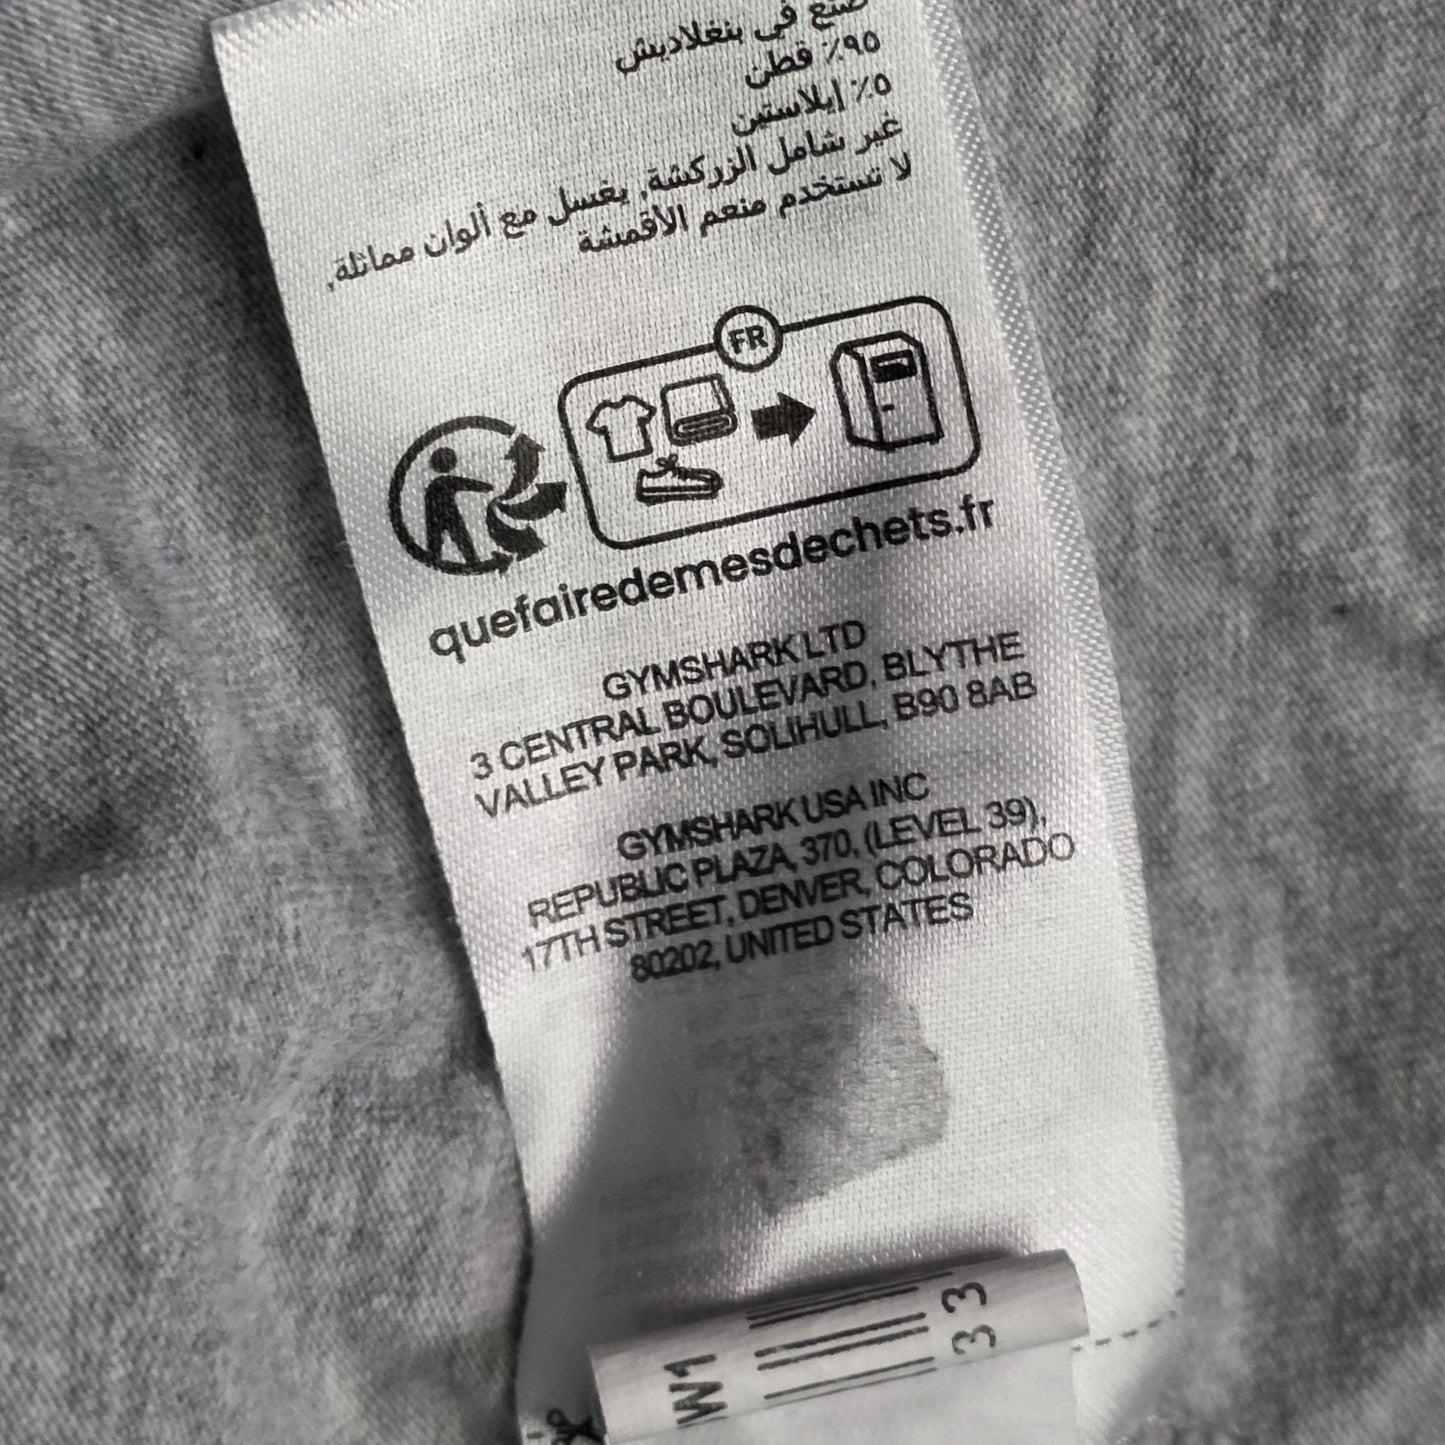 صنع في بنغلاديش
٩٥٪ قطن
٥٪ إيلاستين
غير شامل الزركشة, يغسل مع ألوان مماثلة,
لا تستخدم منعم الأقمشة
FR
quefairedemesdechets.fr
GYMSHARK LTD
3 CENTRAL BOULEVARD, BLYTHE
VALLEY PARK, SOLIHULL, B90 8AB
GYMSHARK USA INC
REPUBLIC PLAZA, 370, (LEVEL 39),
17TH STREET, DENVER, COLORADO
80202, UNITED STATES
W1
33